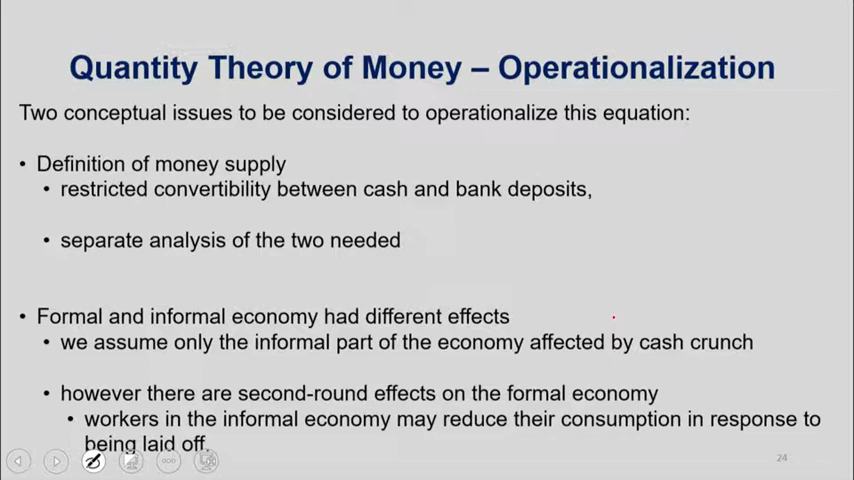 Quantity Theory of Money – Operationalization
Two conceptual issues to be considered to operationalize this equation:
• Definition of money supply
• restricted convertibility between cash and bank deposits,
• separate analysis of the two needed
• Formal and informal economy had different effects
• we assume only the informal part of the economy affected by cash crunch
• however there are second-round effects on the formal economy
• workers in the informal economy may reduce their consumption in response to
being laid off.
24